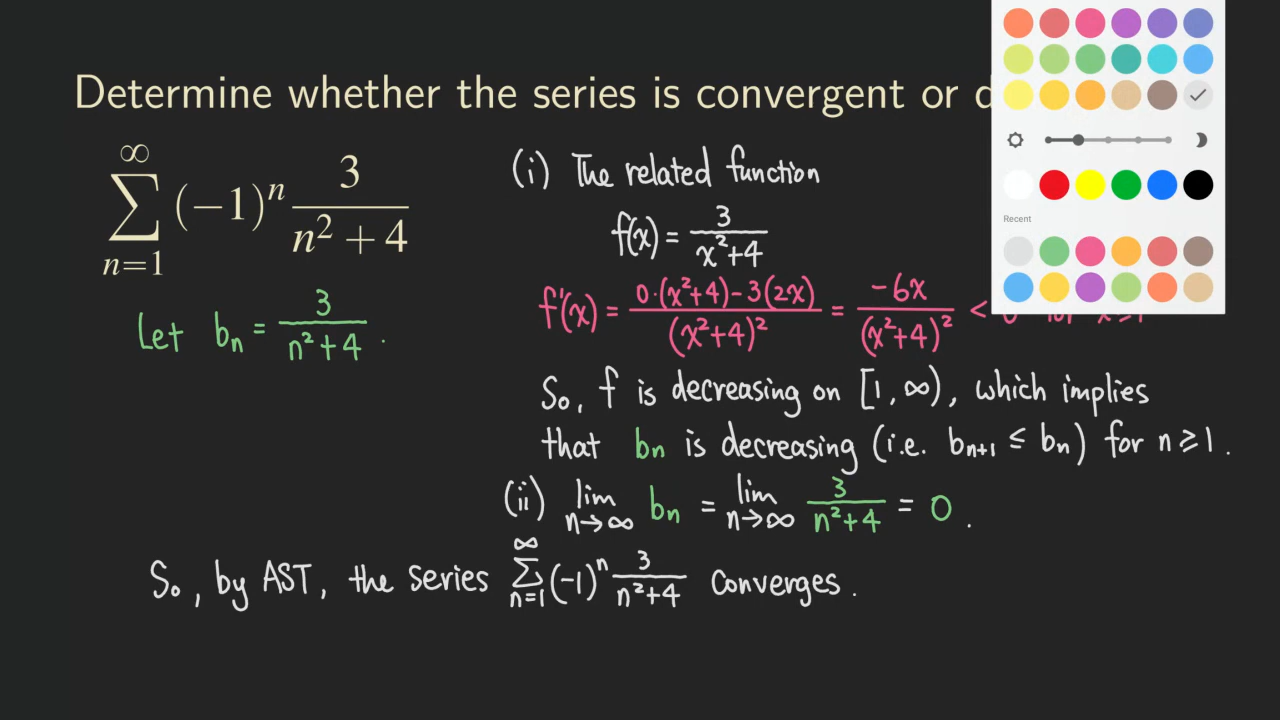 Determine whether the series is convergent or d
∞
∑ (−1)ⁿ 3/(n² + 4)
n=1
Let bₙ = 3/(n²+4) .
(i) The related function
f(x) = 3/(x²+4)
f'(x) = (0·(x²+4)−3(2x))/(x²+4)² = −6x/(x²+4)² <
So, f is decreasing on [1, ∞), which implies
that bₙ is decreasing (i.e. bₙ₊₁ ≤ bₙ) for n ≥ 1.
(ii) lim n→∞ bₙ = lim n→∞ 3/(n²+4) = 0.
So, by AST, the series ∑ n=1 ∞ (−1)ⁿ 3/(n²+4) converges.
Recent